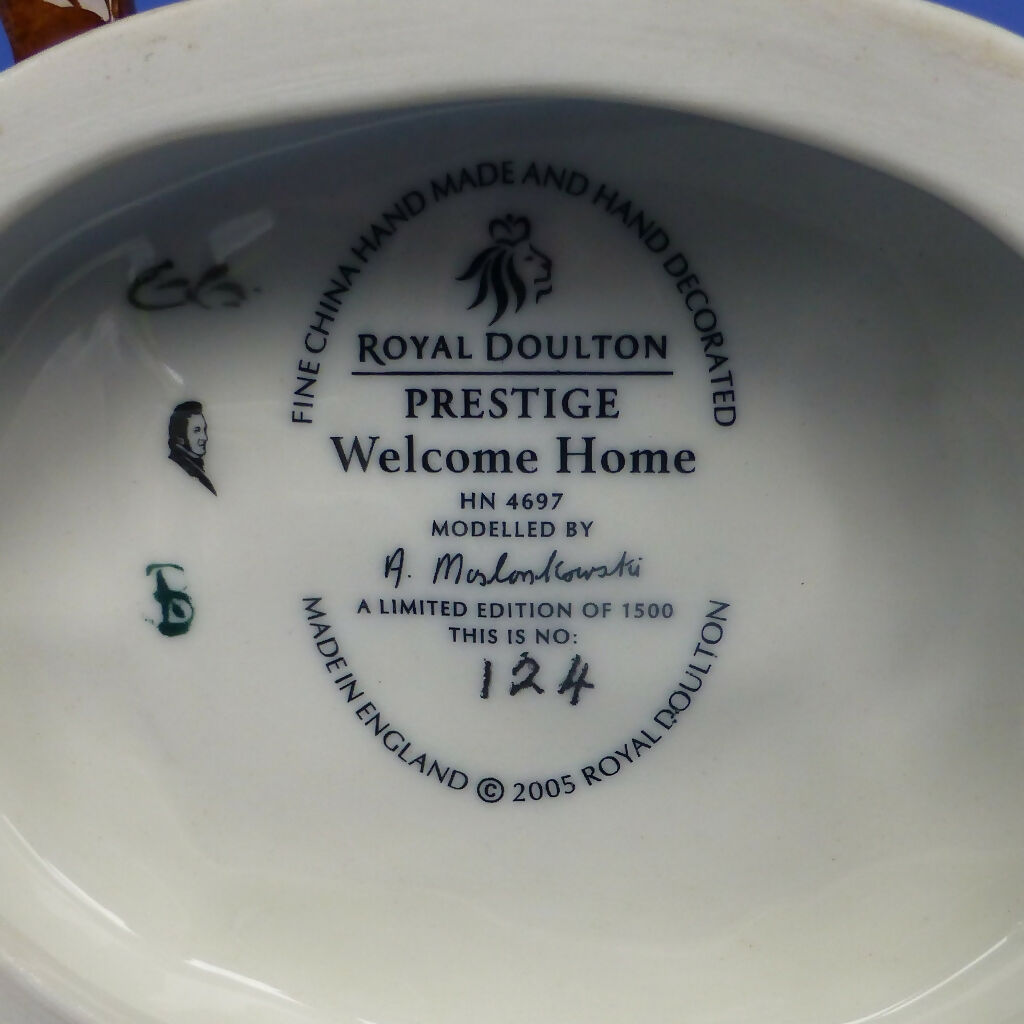 FINE CHINA HAND MADE AND HAND DECORATED
ROYAL DOULTON
PRESTIGE
Welcome Home
HN 4697
MODELLED BY
A. Maslankowski
A LIMITED EDITION OF 1500
THIS IS NO:
124
MADE IN ENGLAND © 2005 ROYAL DOULTON